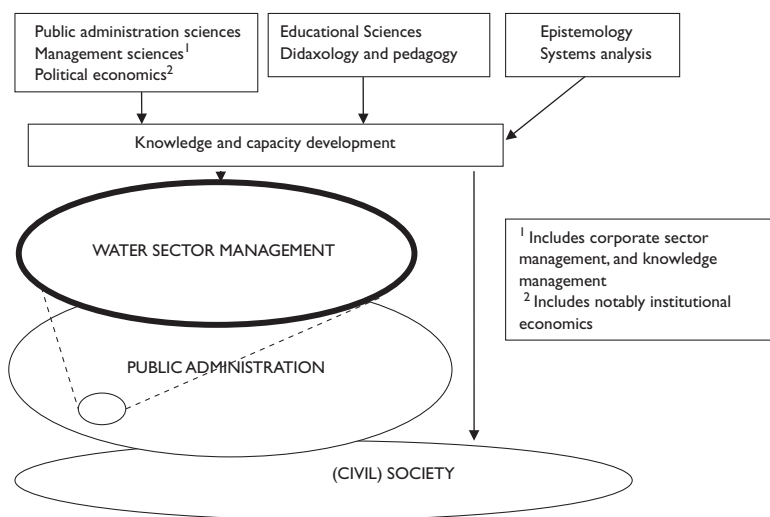 Public administration sciences
Management sciences¹
Political economics²
Educational Sciences
Didaxology and pedagogy
Epistemology
Systems analysis
Knowledge and capacity development
WATER SECTOR MANAGEMENT
¹ Includes corporate sector
management, and knowledge
management
² Includes notably institutional
economics
PUBLIC ADMINISTRATION
(CIVIL) SOCIETY